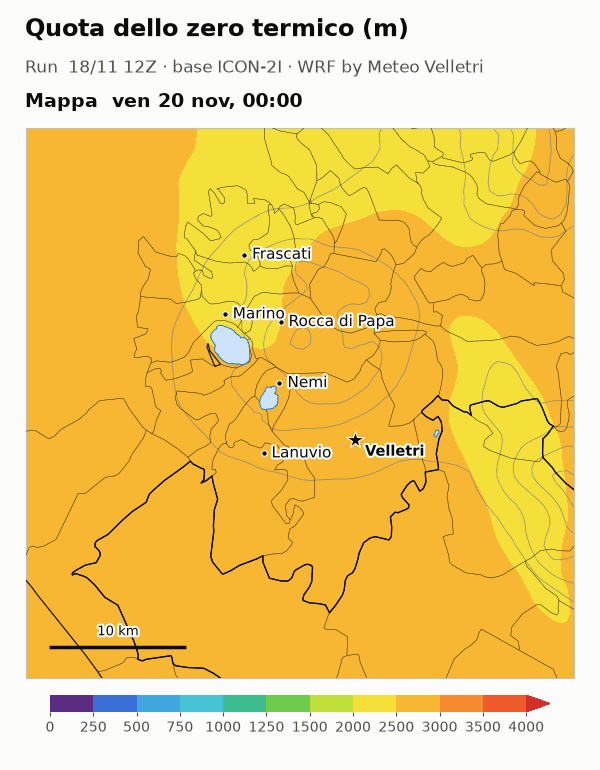 Quota dello zero termico (m)
Run  18/11 12Z · base ICON-2I · WRF by Meteo Velletri
Mappa  ven 20 nov, 00:00
Frascati
Marino
Rocca di Papa
Nemi
Velletri
Lanuvio
10 km
0 250 500 750 1000 1250 1500 2000 2500 3000 3500 4000